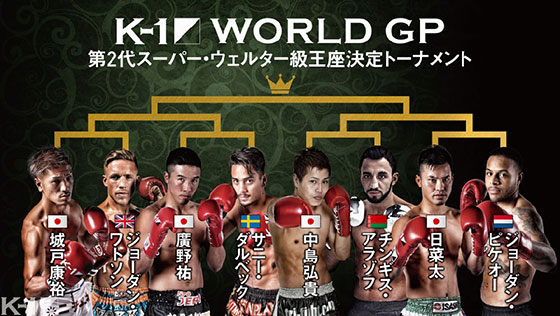 K-1 WORLD GP
第2代スーパー・ウェルター級王座決定トーナメント
城戸康裕
ジョーダン・ワトソン
廣野祐
サニー・ダルベック
中島弘貴
チンギス・アラゾフ
日菜太
ジョーダン・ピケオー
K-1